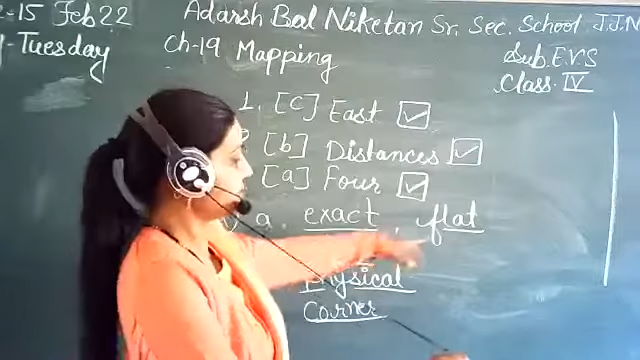 -15 Feb 22
Adarsh Bal Niketan Sr. Sec. School J.J.N
Tuesday
Ch-19 Mapping
Sub. E.V.S
Class. IV
1. [c] East
[b] Distances
[a] Four
a. exact, flat
Physical
Corner